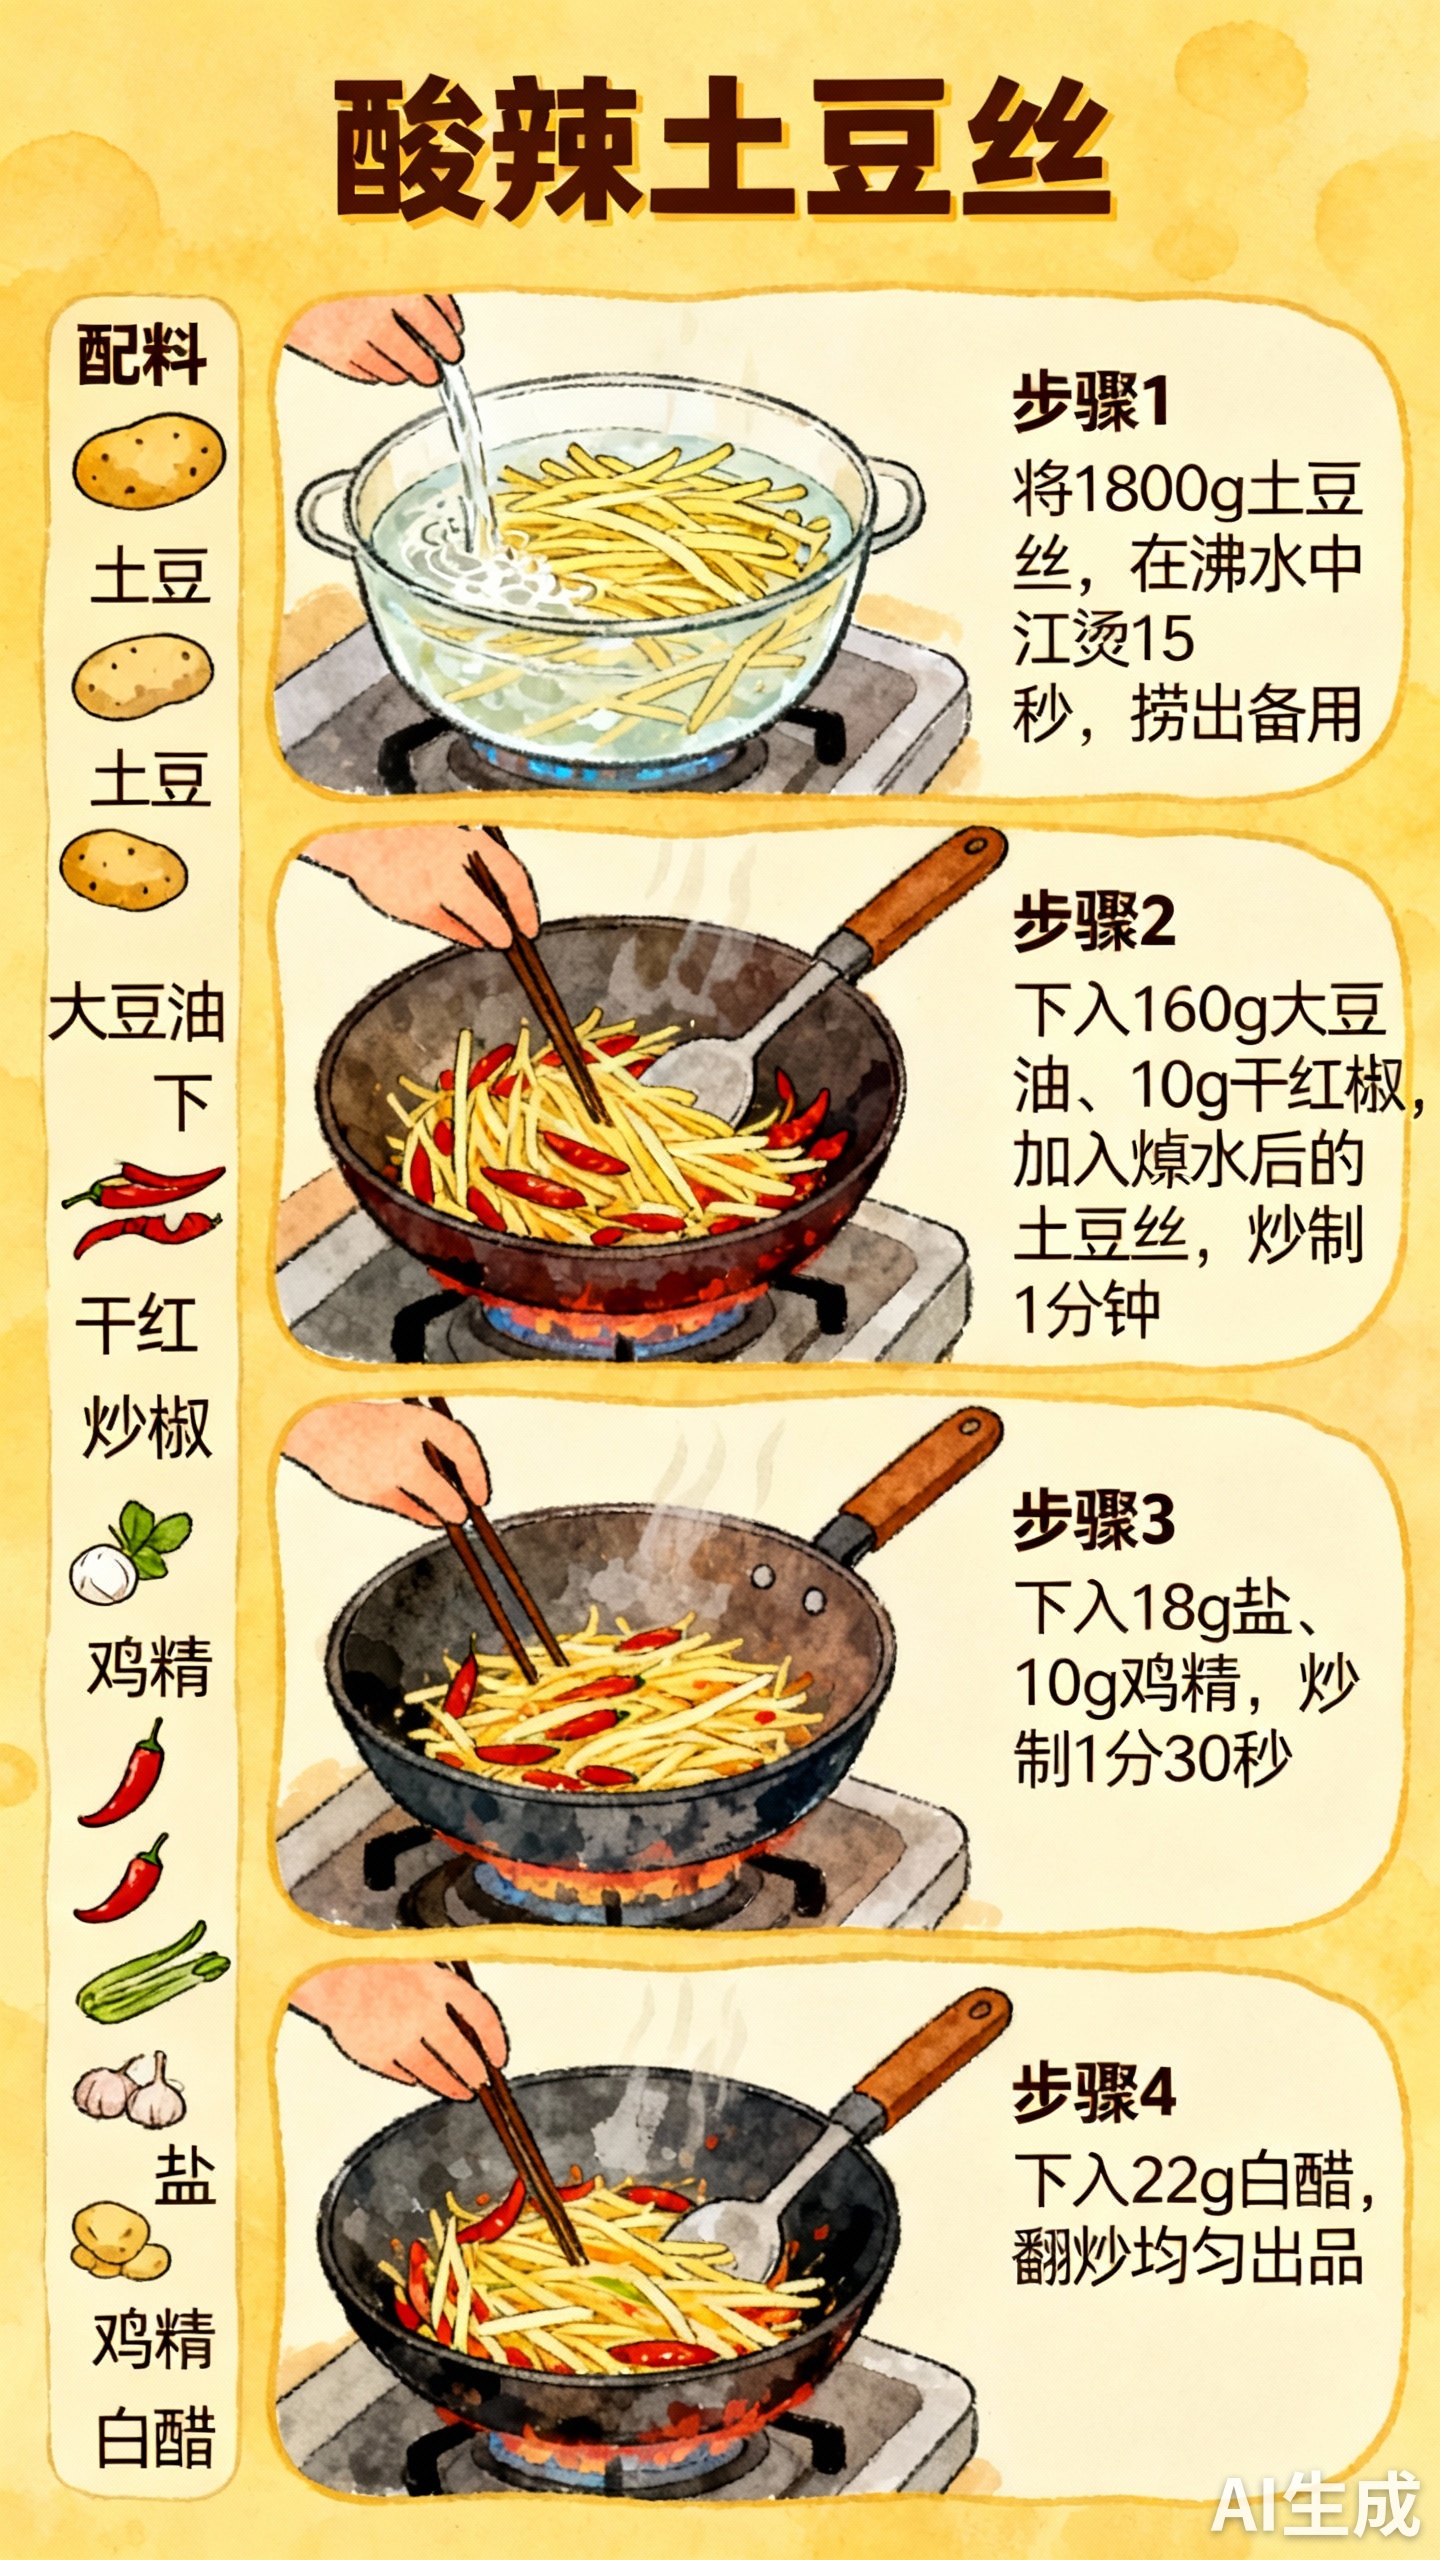 酸辣土豆丝
配料
土豆
土豆
大豆油
下
干红
炒椒
鸡精
盐
鸡精
白醋
步骤1
将1800g土豆
丝，在沸水中
江烫15
秒，捞出备用
步骤2
下入160g大豆
油、10g干红椒，
加入焯水后的
土豆丝，炒制
1分钟
步骤3
下入18g盐、
10g鸡精，炒
制1分30秒
步骤4
下入22g白醋，
翻炒均匀出品
AI生成